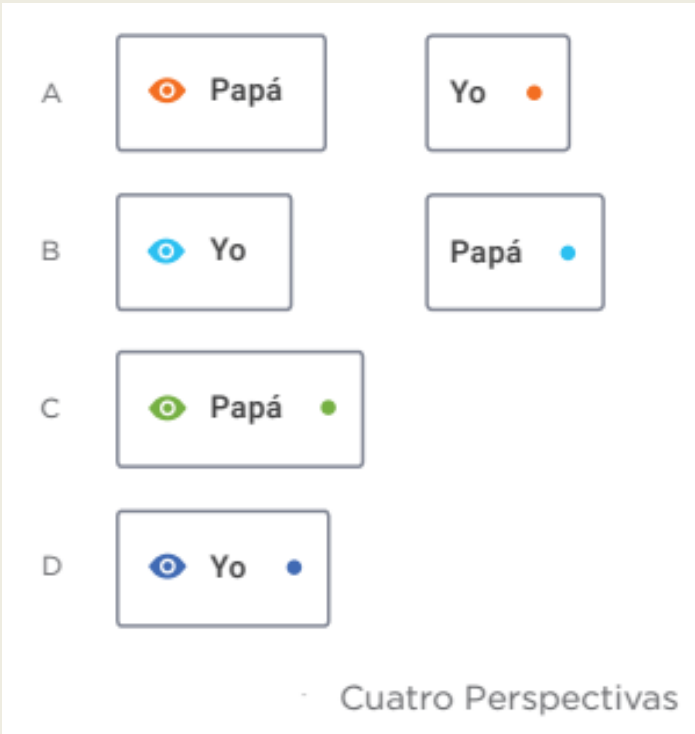 A Papá Yo
B Yo Papá
C Papá
D Yo
Cuatro Perspectivas